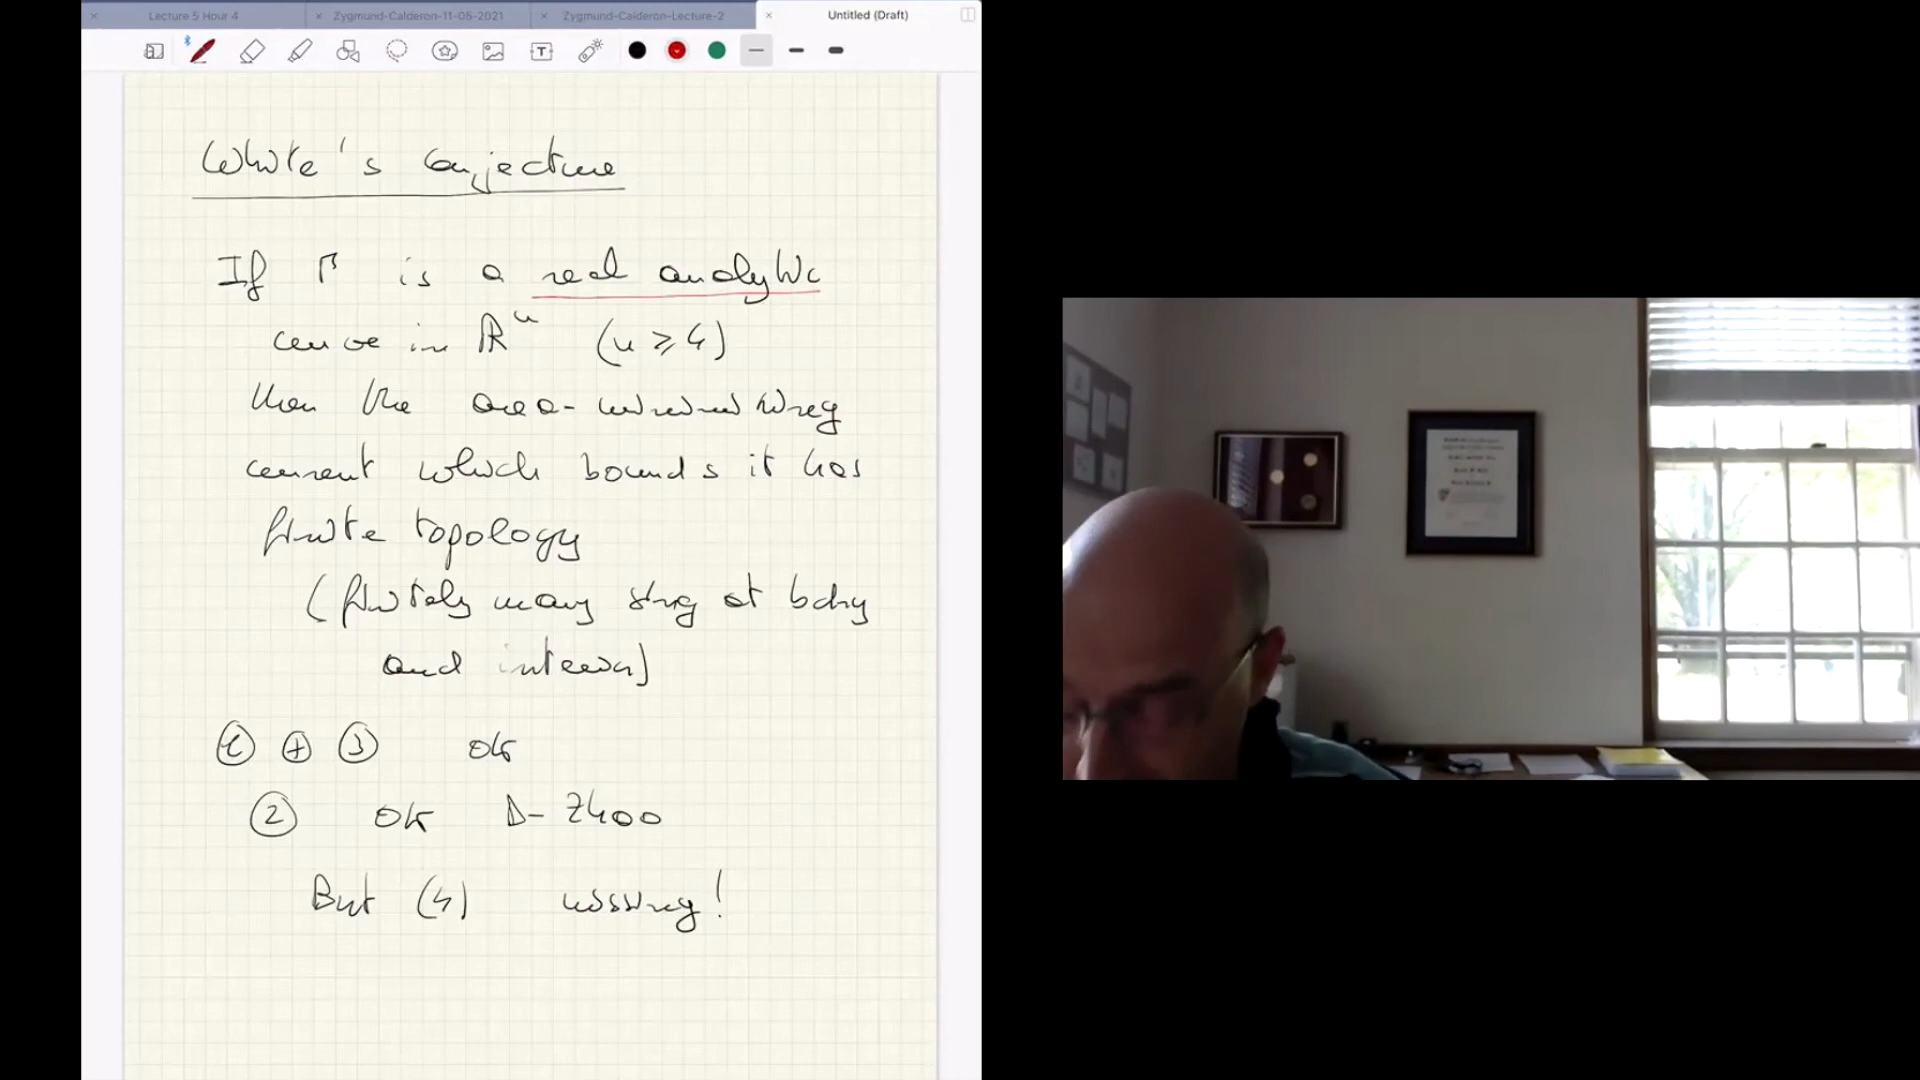 Lecture 5 Hour 4
Zygmund-Calderon-11-05-2021
Zygmund-Calderon-Lecture-2
Untitled (Draft)
White's conjecture
If Γ is a real analytic
curve in ℝⁿ (n ≥ 4)
then the area-minimizing
current which bounds it has
finite topology
(finitely many sing at bdry
and interior)
① + ③ ok
② ok D-Zhao
But (4) missing!